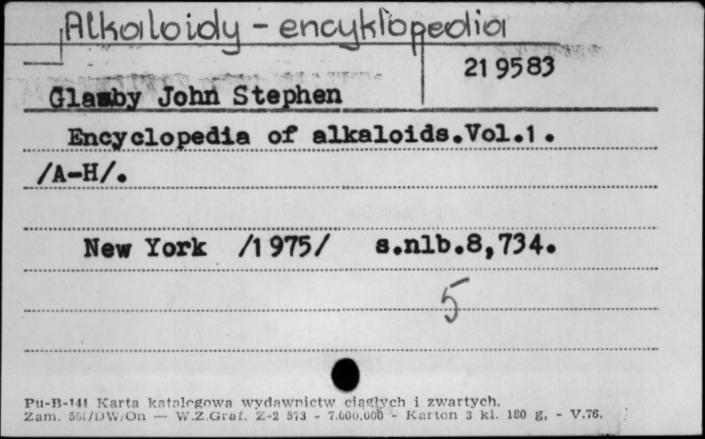 Alkaloidy - encyklopedia
21 9583
Glasby John Stephen
Encyclopedia of alkaloids.Vol.1.
/A-H/.
New York /1975/ s.nlb.8,734.
5
Pu-B-141 Karta katalogowa wydawnictw ciągłych i zwartych.
Zam. 550/DW/On — W.Z.Graf. Z-2 573 - 7.000.000 - Karton 3 kl. 180 g. - V.76.